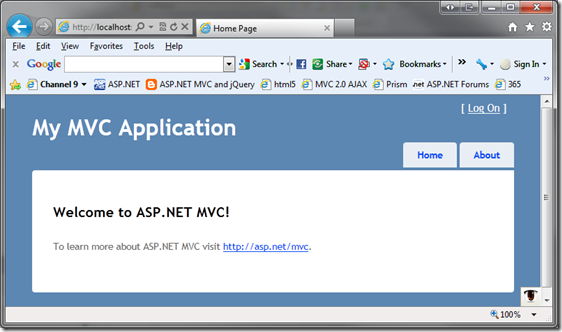 http://localhost:
Home Page
File Edit View Favorites Tools Help
Google Search Share Bookmarks Sign In
Channel 9 ASP.NET ASP.NET MVC and jQuery html5 MVC 2.0 AJAX Prism .net ASP.NET Forums 365
[ Log On ]
My MVC Application
Home About
Welcome to ASP.NET MVC!
To learn more about ASP.NET MVC visit http://asp.net/mvc.
100%